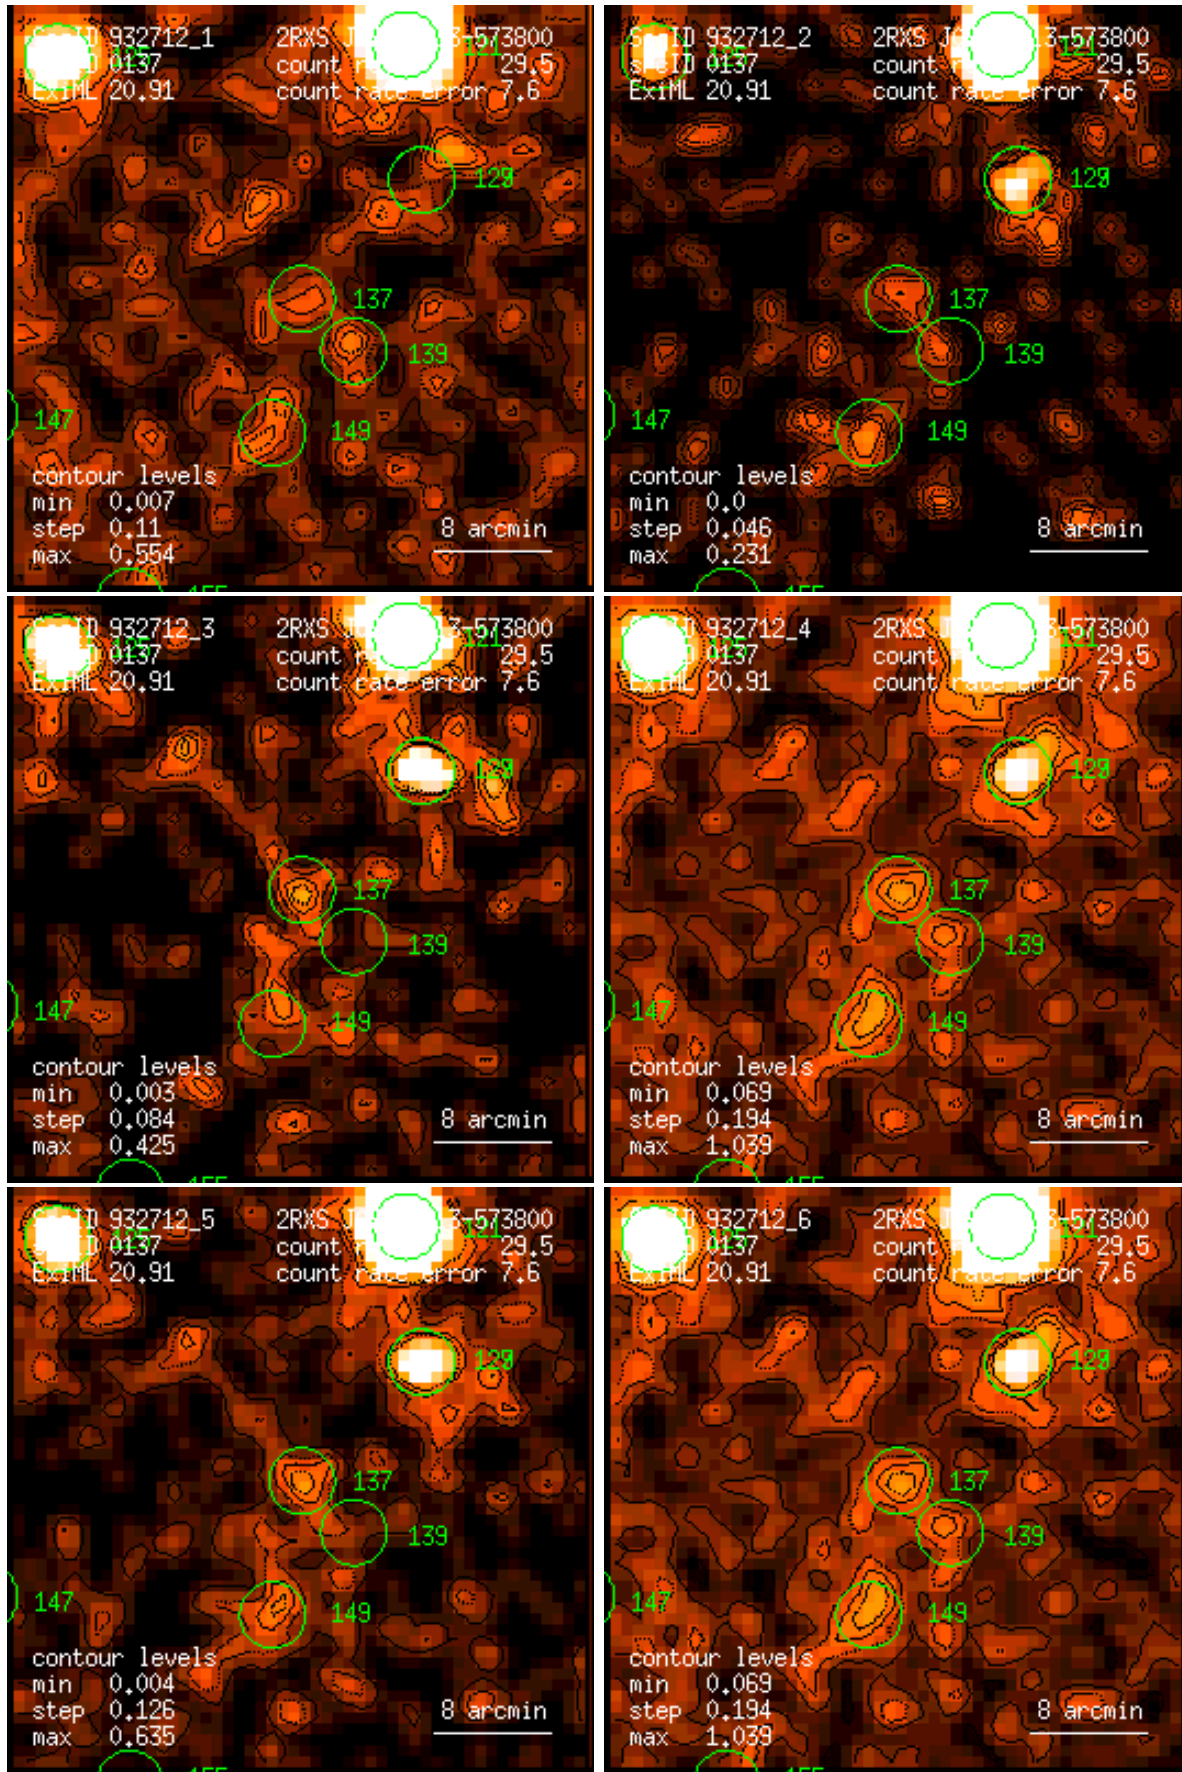 932712_1 2RXS 3-573800
0137 count 29.5
ExiML 20.91 count rate error 7.6
137
139
147
149
contour levels
min 0.007
step 0.11
max 0.554
8 arcmin
932712_2 2RXS 3-573800
0137 count 29.5
ExiML 20.91 count rate error 7.6
137
139
147
149
contour levels
min 0.0
step 0.046
max 0.231
8 arcmin
932712_3 2RXS 3-573800
0137 count 29.5
ExiML 20.91 count rate error 7.6
137
139
147
149
contour levels
min 0.003
step 0.084
max 0.425
8 arcmin
932712_4 2RXS 3-573800
0137 count 29.5
ExiML 20.91 count rate error 7.6
137
139
147
149
contour levels
min 0.069
step 0.194
max 1.039
8 arcmin
932712_5 2RXS 3-573800
0137 count 29.5
ExiML 20.91 count rate error 7.6
137
139
147
149
contour levels
min 0.004
step 0.126
max 0.635
8 arcmin
932712_6 2RXS 3-573800
0137 count 29.5
ExiML 20.91 count rate error 7.6
137
139
147
149
contour levels
min 0.069
step 0.194
max 1.039
8 arcmin